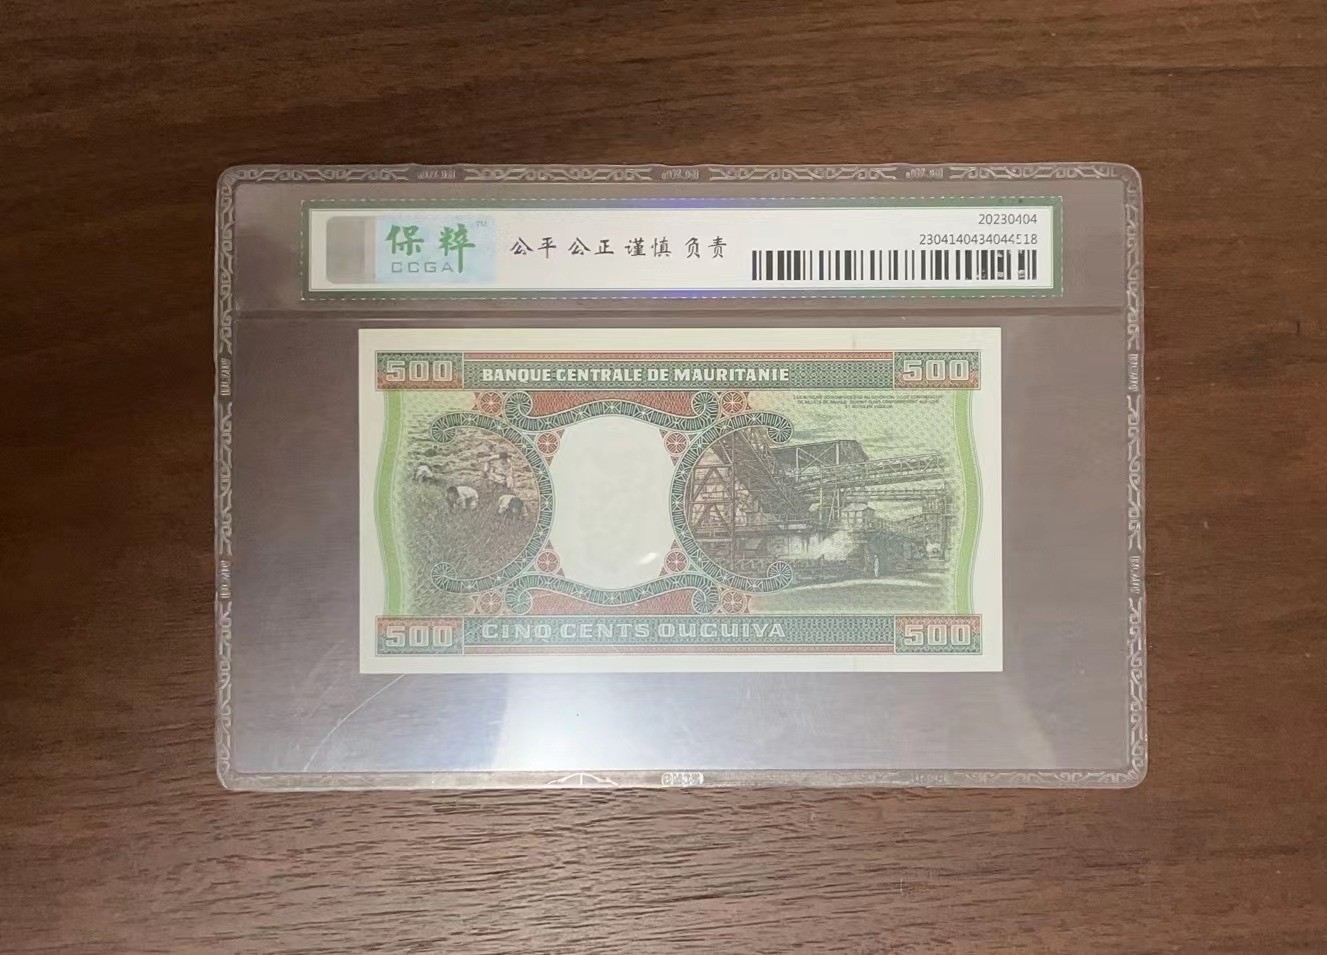 20230404
保粹 TM
CCGA
公平 公正 谨慎 负责
2304140434044518
500 BANQUE CENTRALE DE MAURITANIE 500
500 CINQ CENTS OUGUIYA 500